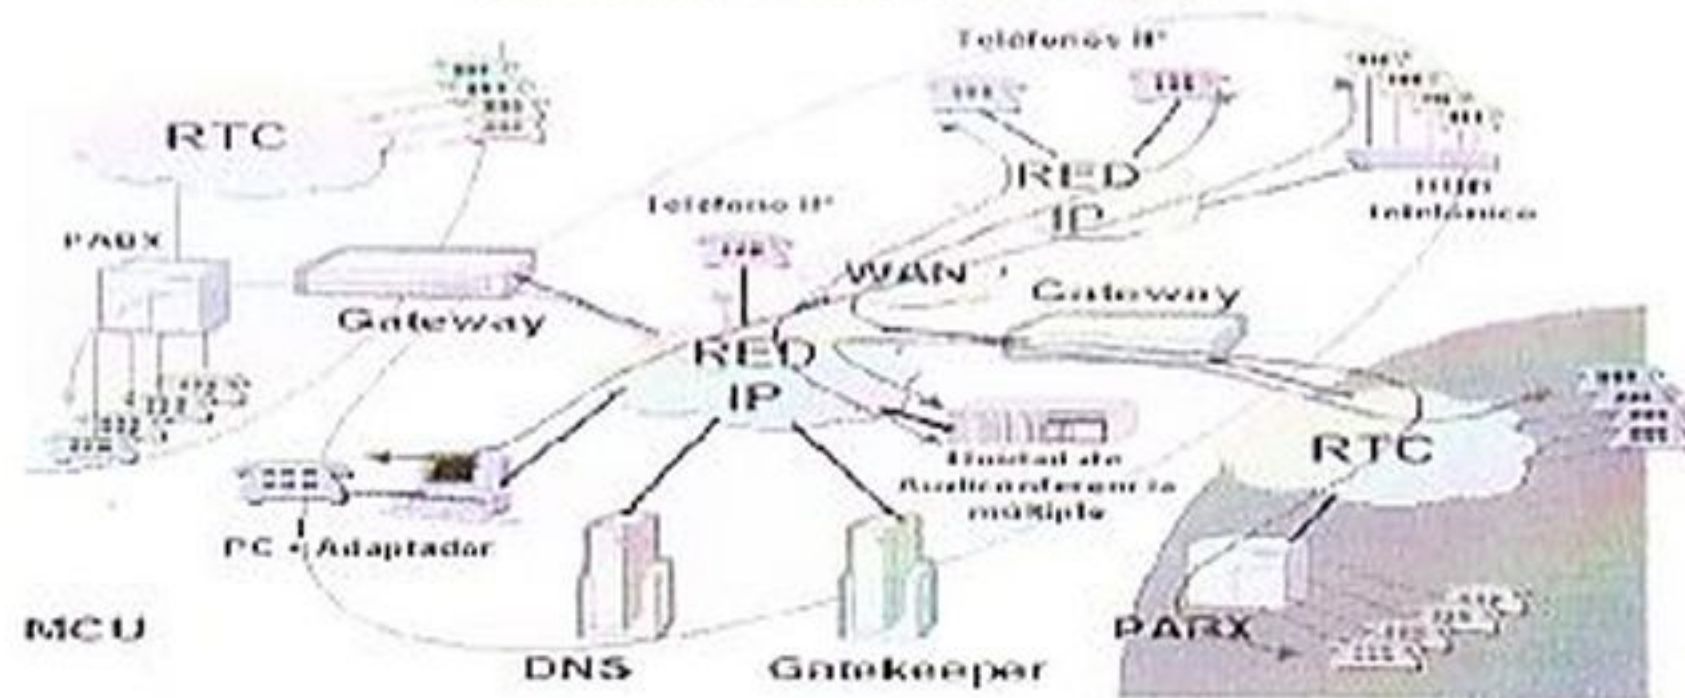 Teléfonos IP
RTC
RED
IP
HUB
telefónico
Teléfono IP
PABX
WAN
Gateway
Gateway
RED
IP
RTC
Unidad de
Audioconferencia
múltiple
PC + Adaptador
MCU
PABX
DNS
Gatekeeper